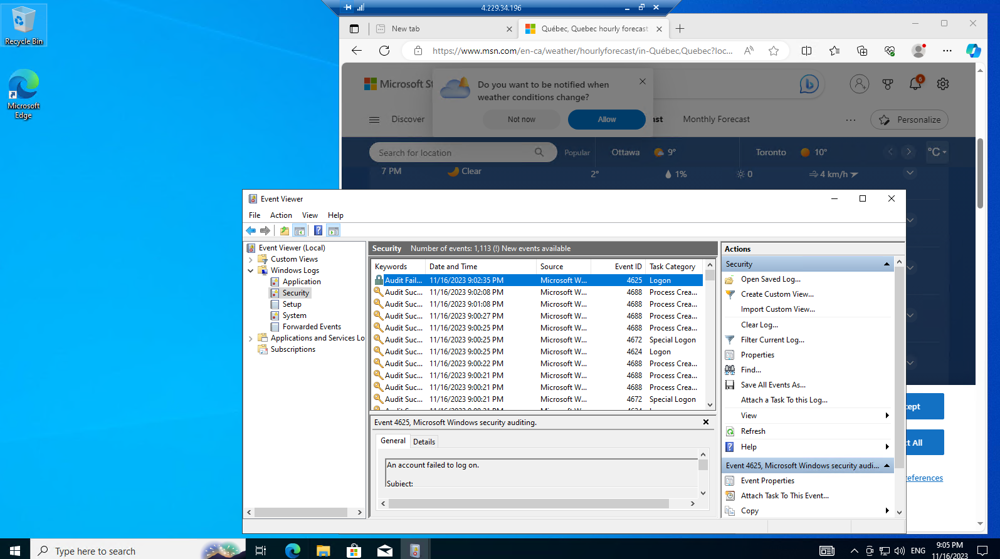 4.229.34.196
Recycle Bin
Microsoft Edge
New tab
Québec, Quebec hourly forecast
https://www.msn.com/en-ca/weather/hourlyforecast/in-Québec,Quebec?loc...
Microsoft St
Do you want to be notified when
weather conditions change?
Not now
Allow
6
Discover
ast
Monthly Forecast
Personalize
Search for location
Popular
Ottawa
9°
Toronto
10°
°C
7 PM
Clear
2°
1%
0
4 km/h
Event Viewer
File Action View Help
Event Viewer (Local)
Custom Views
Windows Logs
Application
Security
Setup
System
Forwarded Events
Applications and Services Lo
Subscriptions
Security Number of events: 1,113 (!) New events available
Keywords Date and Time Source Event ID Task Category
Audit Fail... 11/16/2023 9:02:35 PM Microsoft W... 4625 Logon
Audit Suc... 11/16/2023 9:02:08 PM Microsoft W... 4688 Process Crea...
Audit Suc... 11/16/2023 9:01:08 PM Microsoft W... 4688 Process Crea...
Audit Suc... 11/16/2023 9:00:27 PM Microsoft W... 4688 Process Crea...
Audit Suc... 11/16/2023 9:00:25 PM Microsoft W... 4688 Process Crea...
Audit Suc... 11/16/2023 9:00:25 PM Microsoft W... 4672 Special Logon
Audit Suc... 11/16/2023 9:00:25 PM Microsoft W... 4624 Logon
Audit Suc... 11/16/2023 9:00:22 PM Microsoft W... 4688 Process Crea...
Audit Suc... 11/16/2023 9:00:21 PM Microsoft W... 4688 Process Crea...
Audit Suc... 11/16/2023 9:00:21 PM Microsoft W... 4688 Process Crea...
Audit Suc... 11/16/2023 9:00:21 PM Microsoft W... 4672 Special Logon
Event 4625, Microsoft Windows security auditing.
General Details
An account failed to log on.
Subject:
Actions
Security
Open Saved Log...
Create Custom View...
Import Custom View...
Clear Log...
Filter Current Log...
Properties
Find...
Save All Events As...
Attach a Task To this Log...
View
Refresh
Help
Event 4625, Microsoft Windows security audi...
Event Properties
Attach Task To This Event...
Copy
cept
t All
references
Type here to search
ENG
9:05 PM
11/16/2023